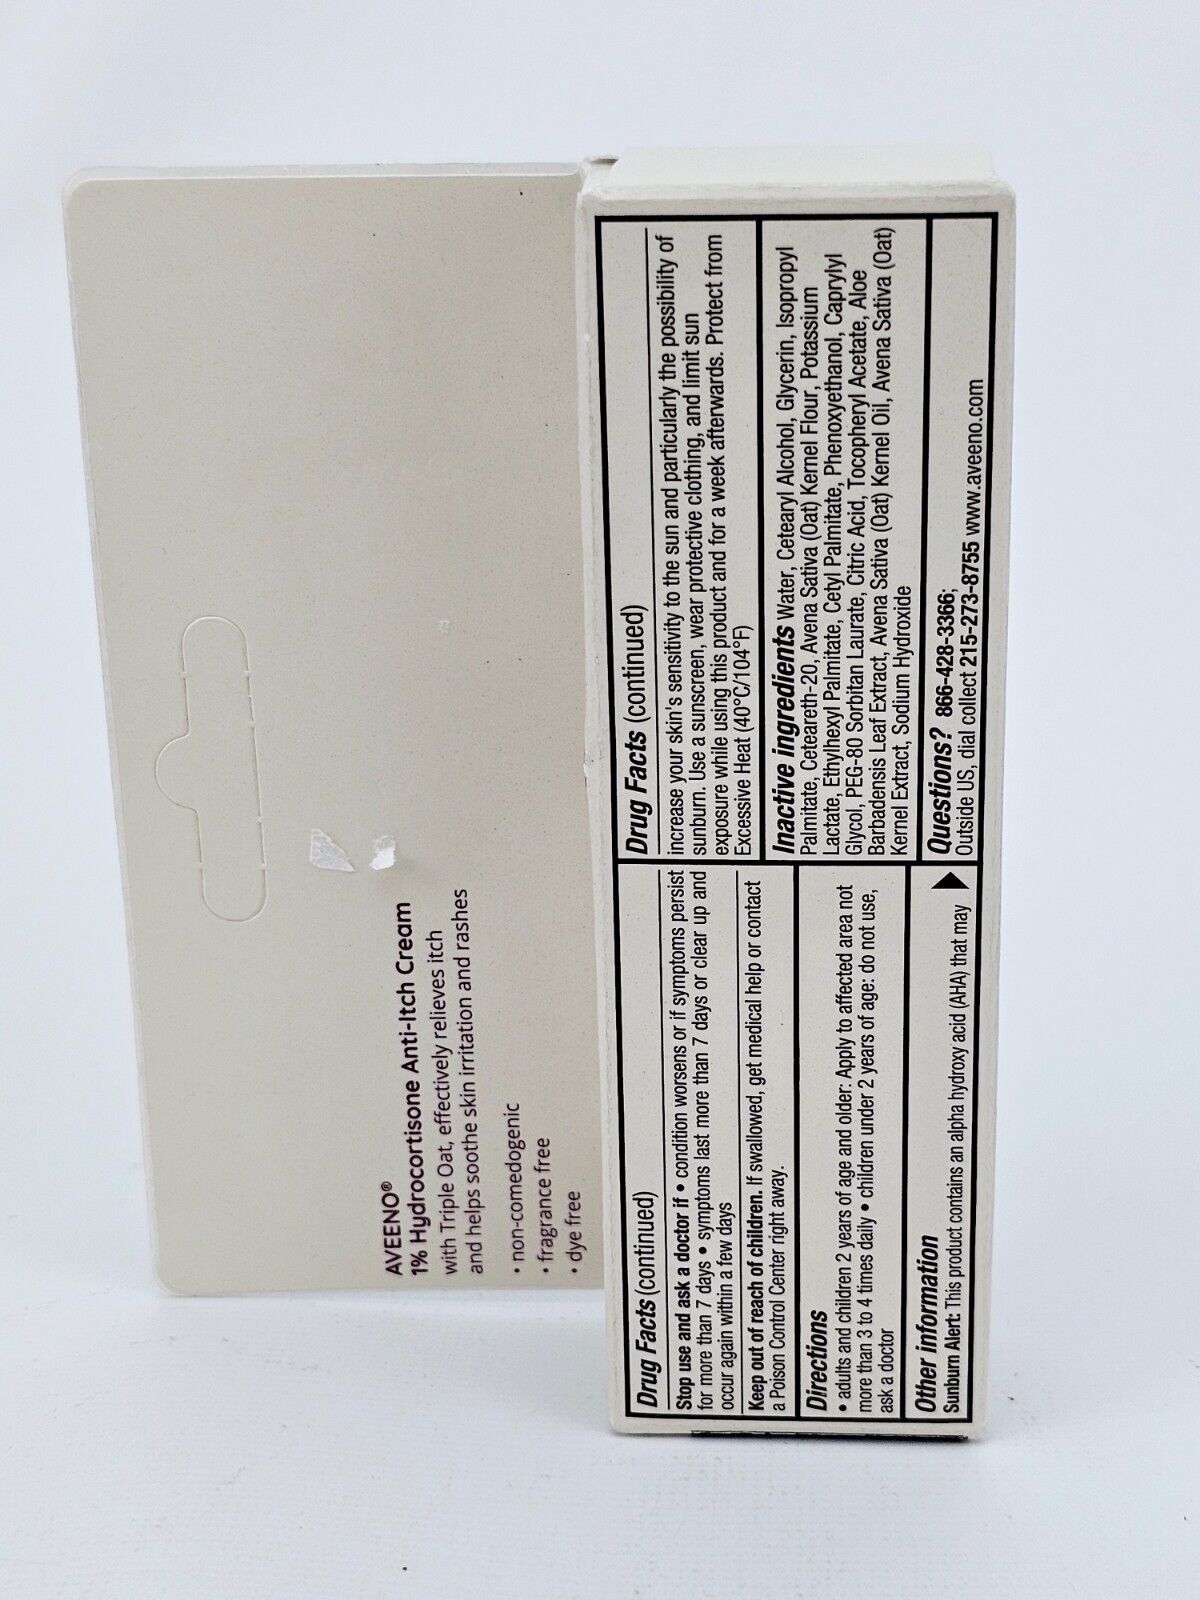 AVEENO®
1% Hydrocortisone Anti-Itch Cream
with Triple Oat, effectively relieves itch
and helps soothe skin irritation and rashes
• non-comedogenic
• fragrance free
• dye free
Drug Facts (continued)
Stop use and ask a doctor if • condition worsens or if symptoms persist
for more than 7 days • symptoms last more than 7 days or clear up and
occur again within a few days
Keep out of reach of children. If swallowed, get medical help or contact
a Poison Control Center right away.
Directions
• adults and children 2 years of age and older: Apply to affected area not
more than 3 to 4 times daily • children under 2 years of age: do not use,
ask a doctor
Other information
Sunburn Alert: This product contains an alpha hydroxy acid (AHA) that may
Drug Facts (continued)
increase your skin's sensitivity to the sun and particularly the possibility of
sunburn. Use a sunscreen, wear protective clothing, and limit sun
exposure while using this product and for a week afterwards. Protect from
Excessive Heat (40°C/104°F)
Inactive ingredients Water, Cetearyl Alcohol, Glycerin, Isopropyl
Palmitate, Ceteareth-20, Avena Sativa (Oat) Kernel Flour, Potassium
Lactate, Ethylhexyl Palmitate, Cetyl Palmitate, Phenoxyethanol, Caprylyl
Glycol, PEG-80 Sorbitan Laurate, Citric Acid, Tocopheryl Acetate, Aloe
Barbadensis Leaf Extract, Avena Sativa (Oat) Kernel Oil, Avena Sativa (Oat)
Kernel Extract, Sodium Hydroxide
Questions? 866-428-3366;
Outside US, dial collect 215-273-8755 www.aveeno.com